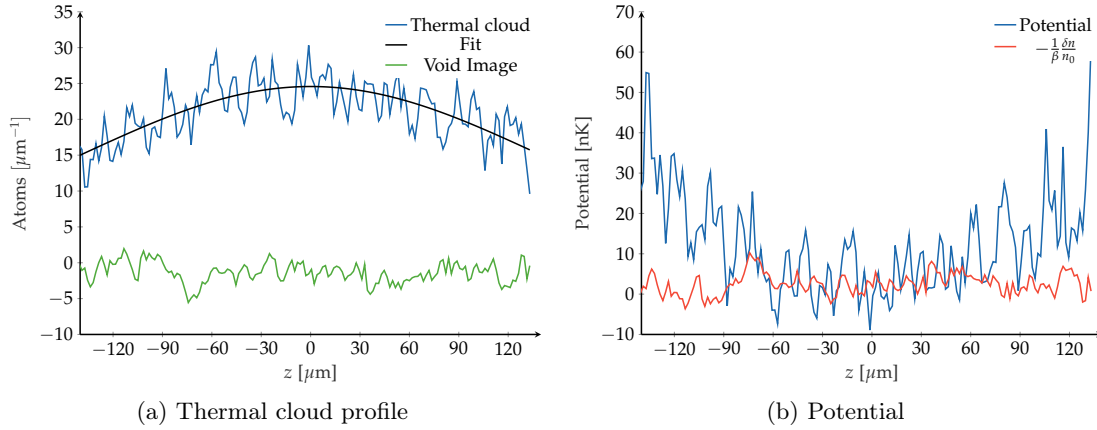 35
30
25
20
15
10
5
0
−5
−10
Atoms [μm⁻¹]
Thermal cloud
Fit
Void Image
−120 −90 −60 −30 0 30 60 90 120
z [μm]
(a) Thermal cloud profile
70
60
50
40
30
20
10
0
−10
Potential [nK]
Potential
−1/β δn/n₀
−120 −90 −60 −30 0 30 60 90 120
z [μm]
(b) Potential